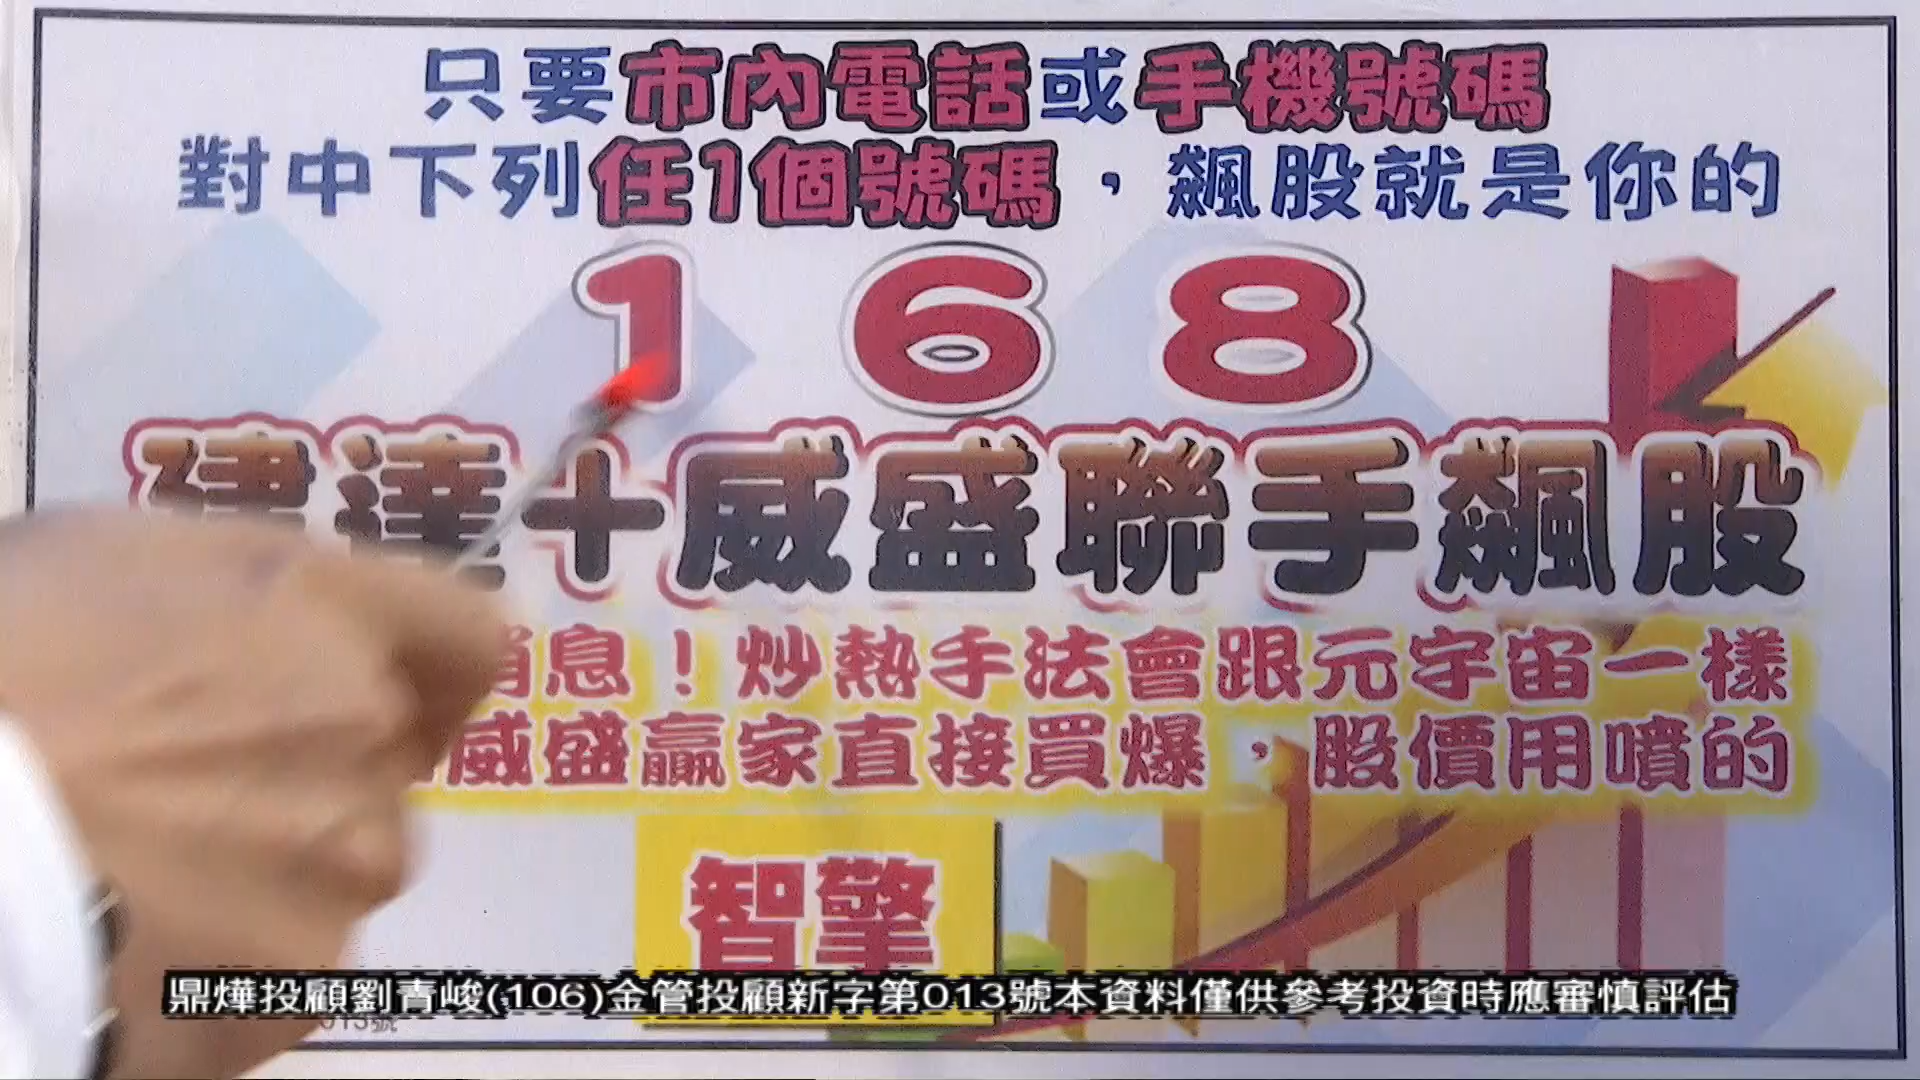 只要市內電話或手機號碼
對中下列任1個號碼，飆股就是你的
1 6 8
建達+威盛聯手飆股
消息！炒熱手法會跟元宇宙一樣
威盛贏家直接買爆，股價用噴的
智擎
鼎燁投顧劉青峻(106)金管投顧新字第013號本資料僅供參考投資時應審慎評估
013號